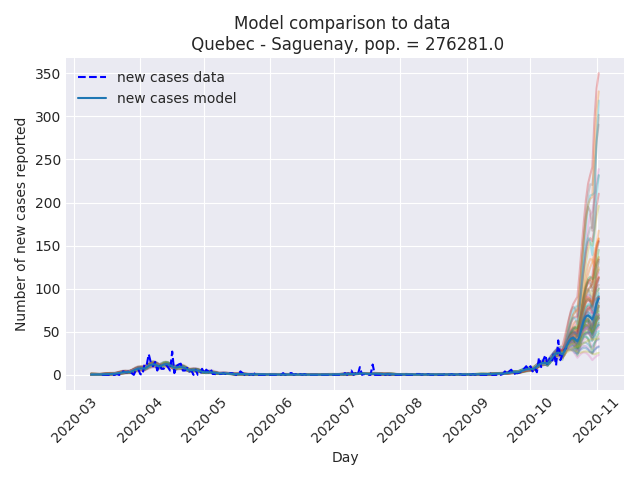 Model comparison to data
Quebec - Saguenay, pop. = 276281.0
new cases data
new cases model
Number of new cases reported
350
300
250
200
150
100
50
0
2020-03
2020-04
2020-05
2020-06
2020-07
2020-08
2020-09
2020-10
2020-11
Day